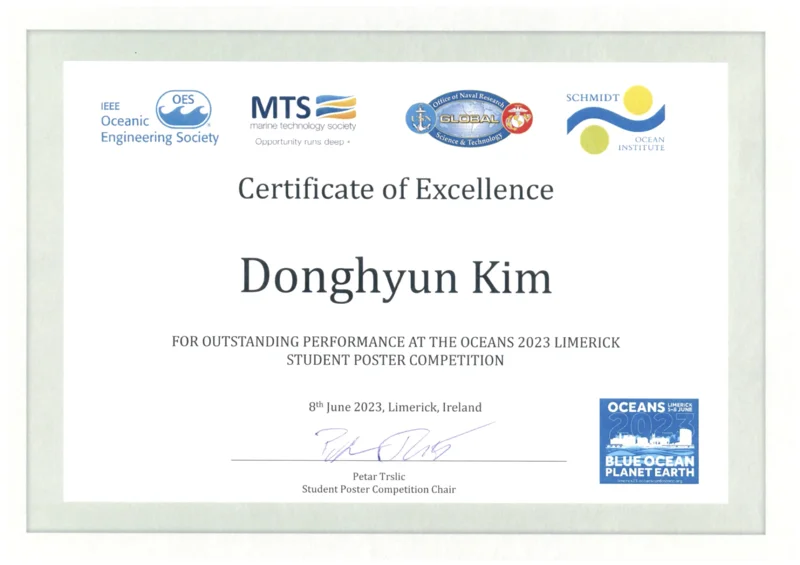 IEEE
Oceanic
Engineering Society
OES
MTS
marine technology society
Opportunity runs deep
Office of Naval Research
GLOBAL
Science & Technology
SCHMIDT
OCEAN
INSTITUTE
Certificate of Excellence
Donghyun Kim
FOR OUTSTANDING PERFORMANCE AT THE OCEANS 2023 LIMERICK
STUDENT POSTER COMPETITION
8th June 2023, Limerick, Ireland
Petar Trslic
Student Poster Competition Chair
OCEANS LIMERICK
5-8 JUNE
2023
BLUE OCEAN
PLANET EARTH